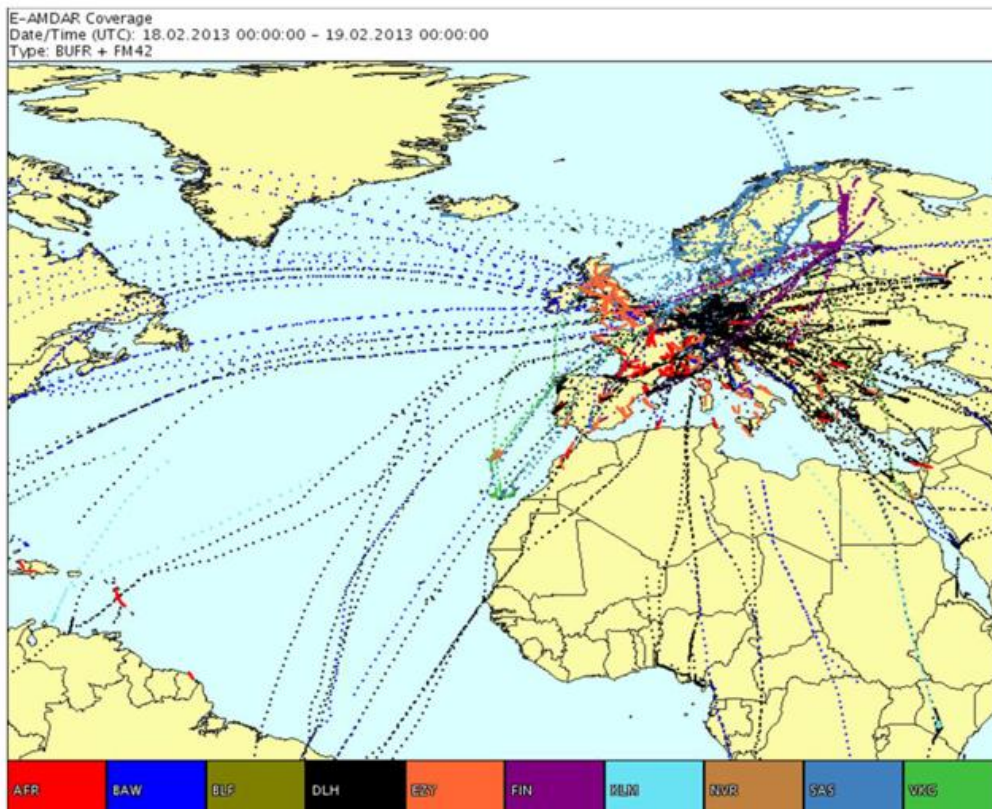 E-AMDAR Coverage
Date/Time (UTC): 18.02.2013 00:00:00 - 19.02.2013 00:00:00
Type: BUFR + FM42
AFR BAW BLF DLH EZY FIN KLM NVR SAS VKG